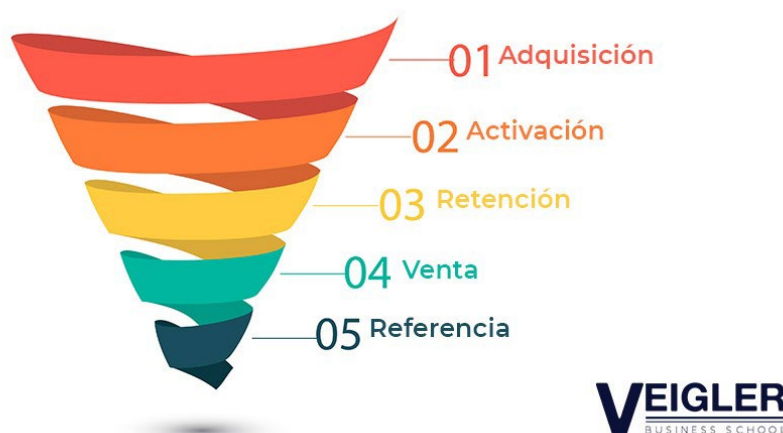 01 Adquisición
02 Activación
03 Retención
04 Venta
05 Referencia
VEIGLER
BUSINESS SCHOOL